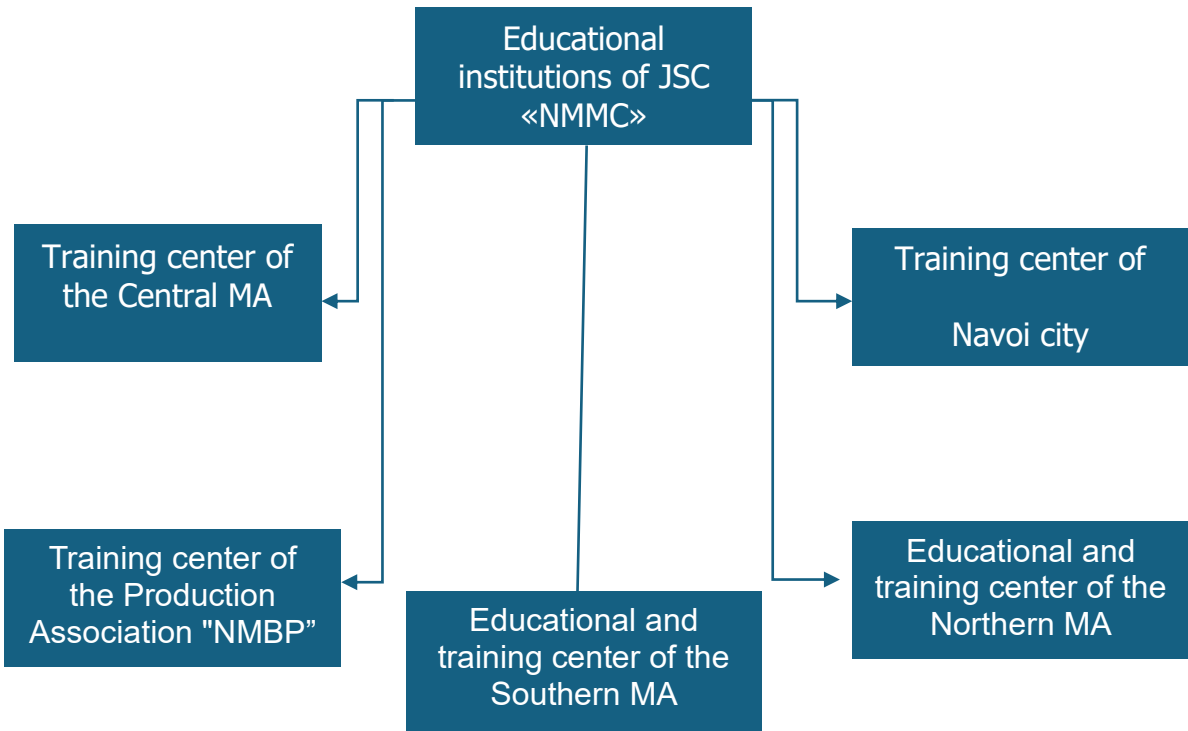 Educational
institutions of JSC
«NMMC»
Training center of
the Central MA
Training center of
Navoi city
Training center of
the Production
Association "NMBP”
Educational and
training center of the
Southern MA
Educational and
training center of the
Northern MA